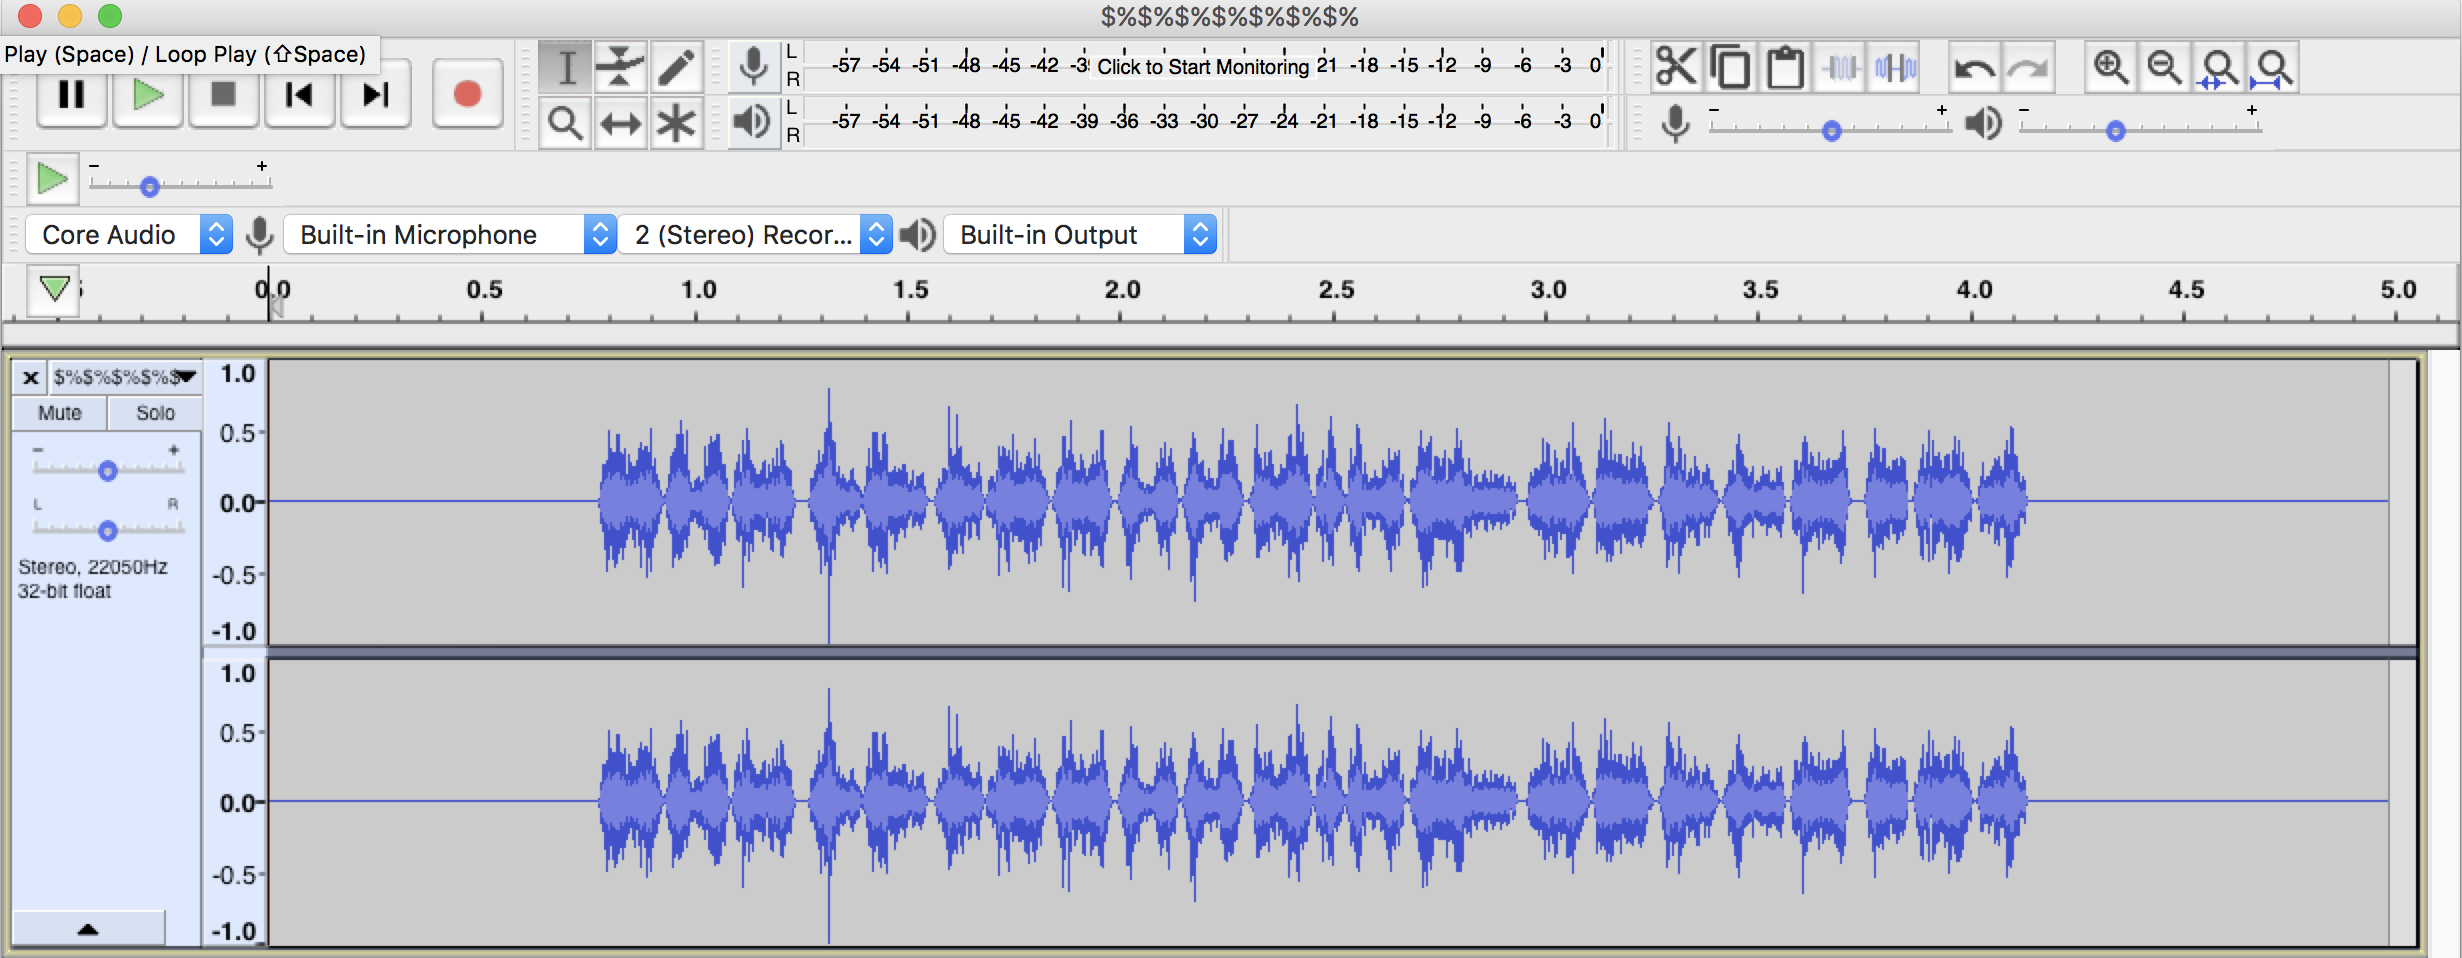 $%$%$%$%$%$%$%
Play (Space) / Loop Play (⇧Space)
L
R
-57 -54 -51 -48 -45 -42 Click to Start Monitoring 21 -18 -15 -12 -9 -6 -3 0
L
R
-57 -54 -51 -48 -45 -42 -39 -36 -33 -30 -27 -24 -21 -18 -15 -12 -9 -6 -3 0
- +
- +
- +
Core Audio
Built-in Microphone
2 (Stereo) Recor...
Built-in Output
0.0 0.5 1.0 1.5 2.0 2.5 3.0 3.5 4.0 4.5 5.0
x $%$%$%$%$
Mute Solo
- +
L R
Stereo, 22050Hz
32-bit float
1.0
0.5-
0.0-
-0.5-
-1.0
1.0
0.5-
0.0-
-0.5-
-1.0